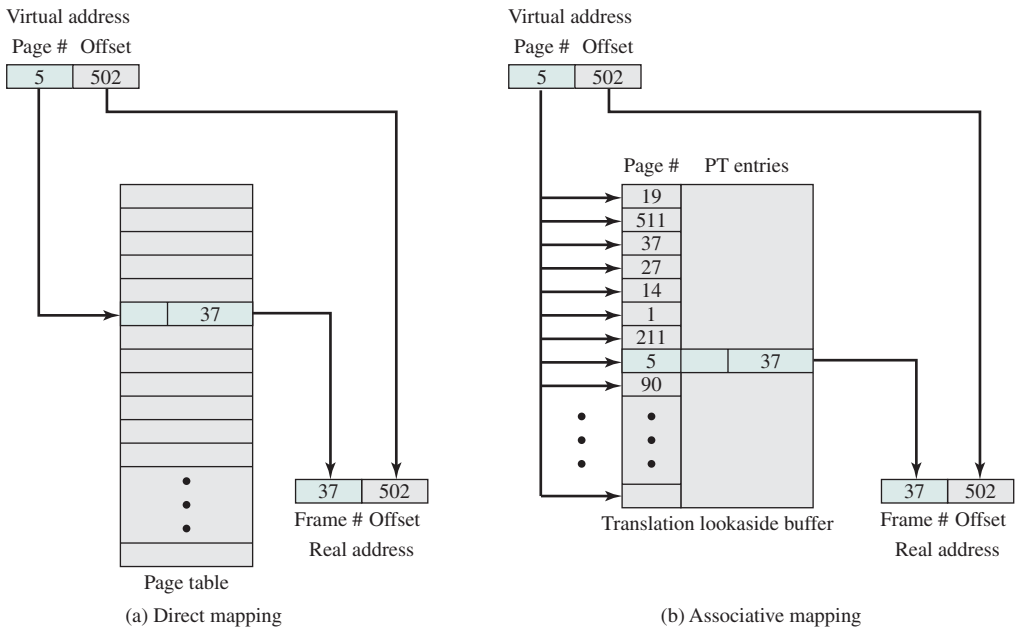 Virtual address
Page # Offset
5 502
37
37 502
Frame # Offset
Real address
Page table
(a) Direct mapping
Virtual address
Page # Offset
5 502
Page # PT entries
19
511
37
27
14
1
211
5 37
90
Translation lookaside buffer
37 502
Frame # Offset
Real address
(b) Associative mapping